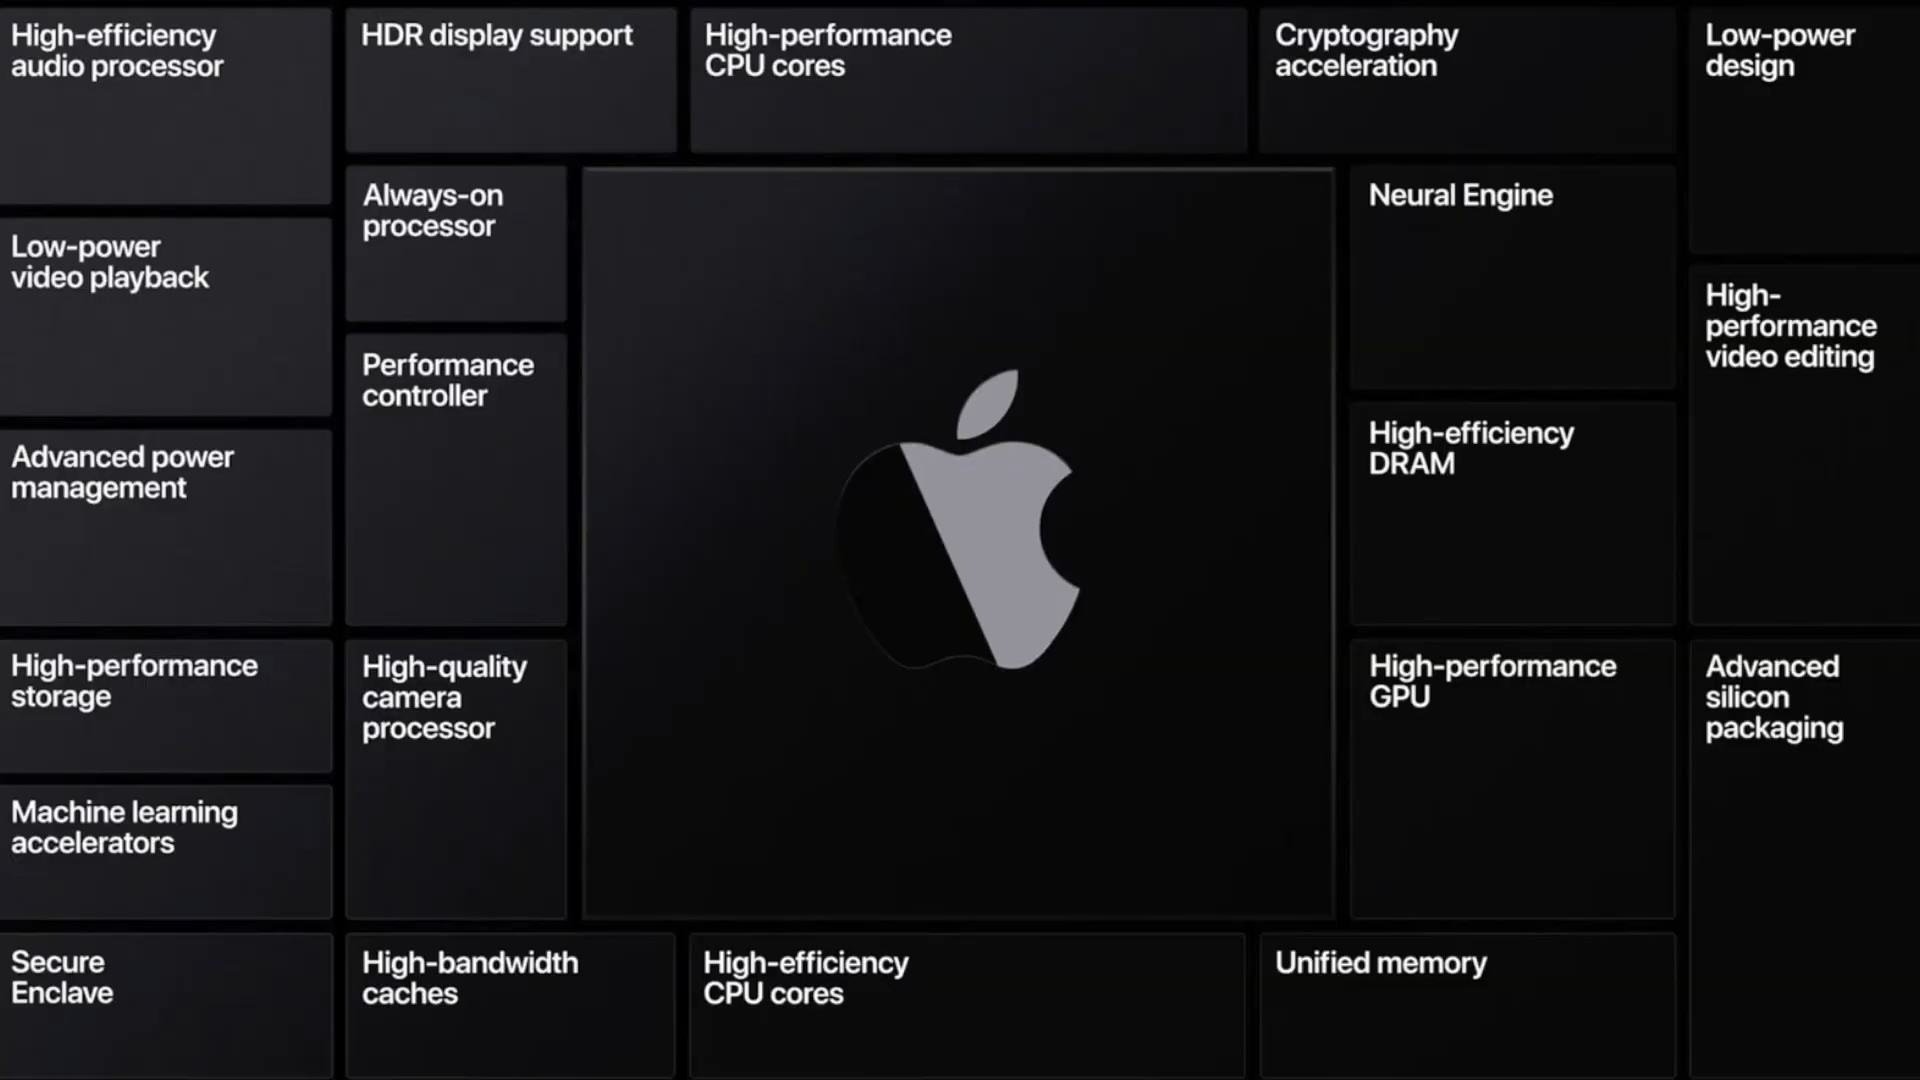 High-efficiency
audio processor
HDR display support
High-performance
CPU cores
Cryptography
acceleration
Low-power
design
Always-on
processor
Neural Engine
Low-power
video playback
High-
performance
video editing
Performance
controller
High-efficiency
DRAM
Advanced power
management
High-performance
storage
High-quality
camera
processor
High-performance
GPU
Advanced
silicon
packaging
Machine learning
accelerators
Secure
Enclave
High-bandwidth
caches
High-efficiency
CPU cores
Unified memory